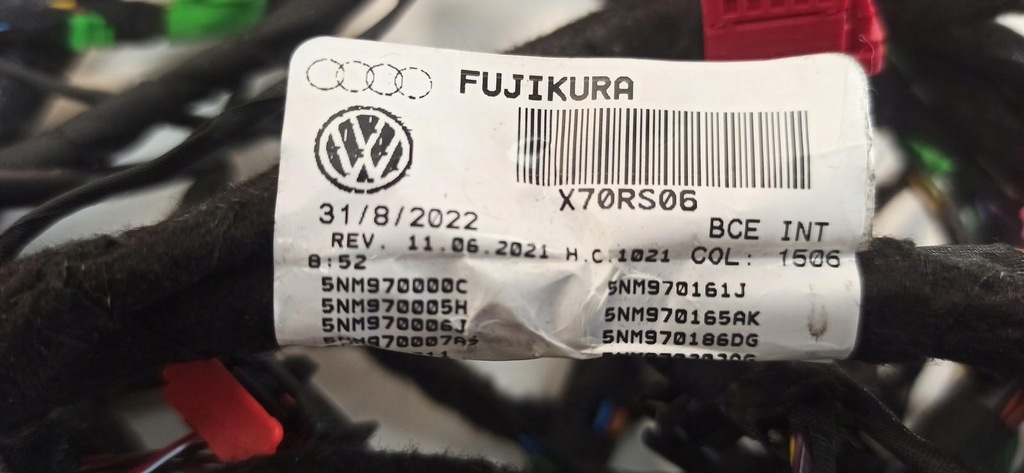 FUJIKURA
X70RS06
31/8/2022
BCE INT
REV. 11.06.2021 H.C.1021 COL: 1506
8:52
5NM970000C 5NM970161J
5NM970005H 5NM970165AK
5NM970006J 5NM970186DG